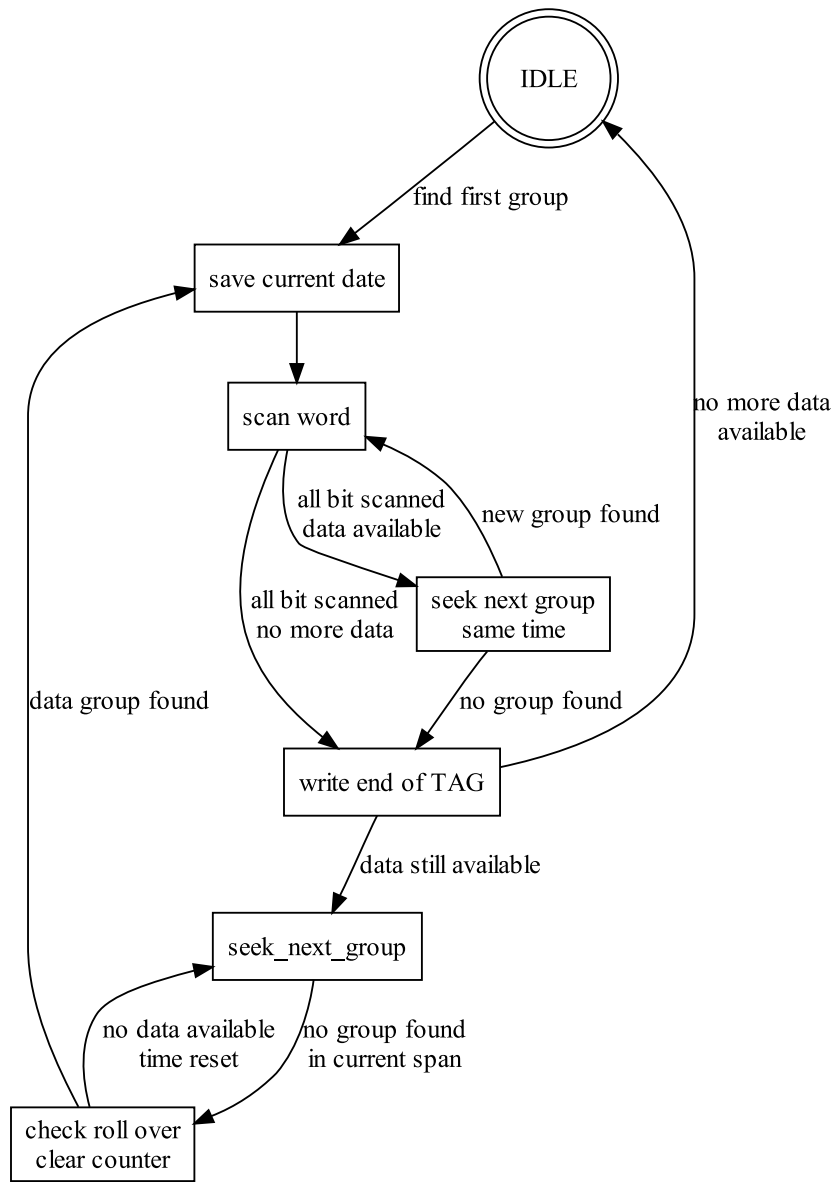 IDLE
find first group
save current date
scan word
no more data
available
all bit scanned
data available
new group found
all bit scanned
no more data
seek next group
same time
data group found
no group found
write end of TAG
data still available
seek_next_group
no data available
time reset
no group found
in current span
check roll over
clear counter